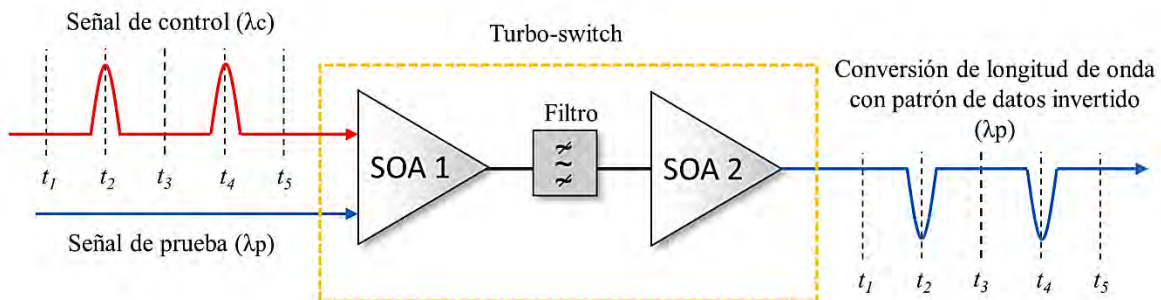 Señal de control (λc)
t1 t2 t3 t4 t5
Señal de prueba (λp)
Turbo-switch
SOA 1
Filtro
SOA 2
Conversión de longitud de onda
con patrón de datos invertido
(λp)
t1 t2 t3 t4 t5